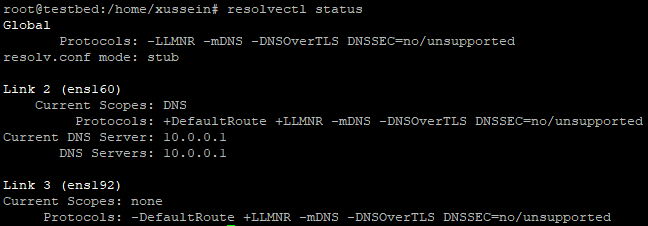 root@testbed:/home/xussein# resolvectl status
Global
Protocols: -LLMNR -mDNS -DNSOverTLS DNSSEC=no/unsupported
resolv.conf mode: stub
Link 2 (ens160)
Current Scopes: DNS
Protocols: +DefaultRoute +LLMNR -mDNS -DNSOverTLS DNSSEC=no/unsupported
Current DNS Server: 10.0.0.1
DNS Servers: 10.0.0.1
Link 3 (ens192)
Current Scopes: none
Protocols: -DefaultRoute +LLMNR -mDNS -DNSOverTLS DNSSEC=no/unsupported